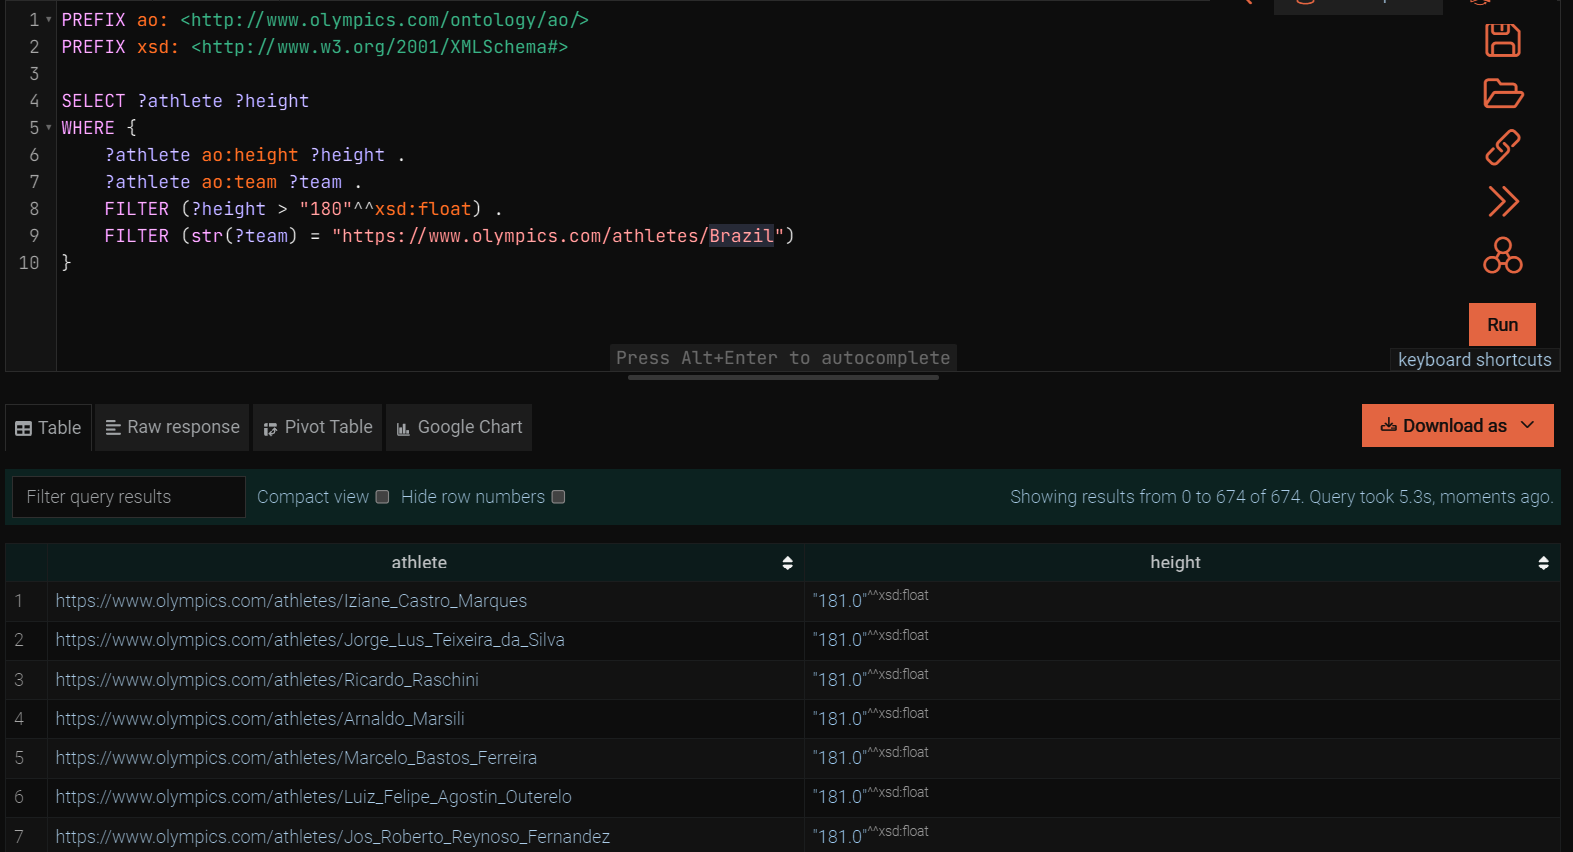 1 PREFIX ao: <http://www.olympics.com/ontology/ao/>
2 PREFIX xsd: <http://www.w3.org/2001/XMLSchema#>
3
4 SELECT ?athlete ?height
5 WHERE {
6 ?athlete ao:height ?height .
7 ?athlete ao:team ?team .
8 FILTER (?height > "180"^^xsd:float) .
9 FILTER (str(?team) = "https://www.olympics.com/athletes/Brazil")
10 }
Run
Press Alt+Enter to autocomplete
keyboard shortcuts
Table Raw response Pivot Table Google Chart Download as
Filter query results Compact view Hide row numbers Showing results from 0 to 674 of 674. Query took 5.3s, moments ago.
athlete height
1 https://www.olympics.com/athletes/Iziane_Castro_Marques "181.0"^^xsd:float
2 https://www.olympics.com/athletes/Jorge_Lus_Teixeira_da_Silva "181.0"^^xsd:float
3 https://www.olympics.com/athletes/Ricardo_Raschini "181.0"^^xsd:float
4 https://www.olympics.com/athletes/Arnaldo_Marsili "181.0"^^xsd:float
5 https://www.olympics.com/athletes/Marcelo_Bastos_Ferreira "181.0"^^xsd:float
6 https://www.olympics.com/athletes/Luiz_Felipe_Agostin_Outerelo "181.0"^^xsd:float
7 https://www.olympics.com/athletes/Jos_Roberto_Reynoso_Fernandez "181.0"^^xsd:float